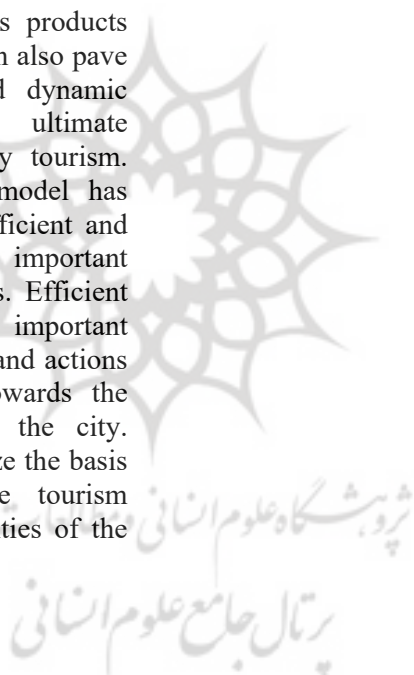 s products
n also pave
d dynamic
ultimate
y tourism.
model has
fficient and
important
s. Efficient
important
and actions
owards the
the city.
ze the basis
e tourism
ties of the
پژوهشگاه علوم انسانی و مطالعات
پرتال جامع علوم انسانی